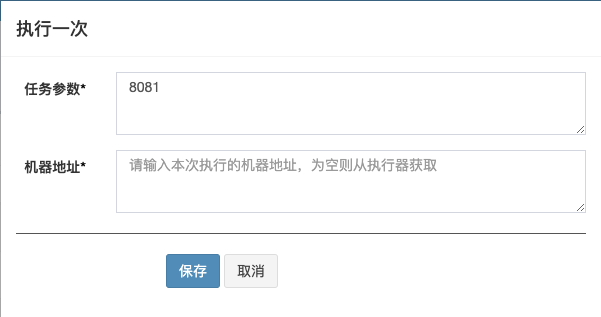 执行一次
任务参数*
8081
机器地址*
请输入本次执行的机器地址，为空则从执行器获取
保存
取消